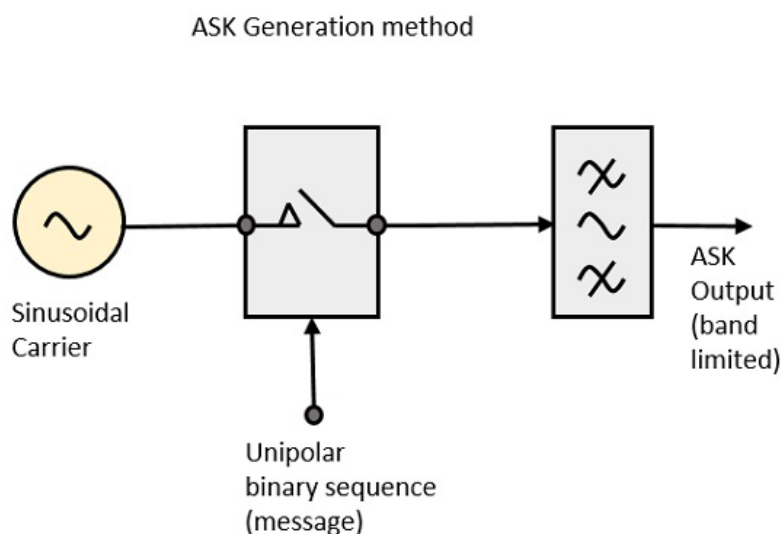 ASK Generation method
Sinusoidal
Carrier
Unipolar
binary sequence
(message)
ASK
Output
(band
limited)